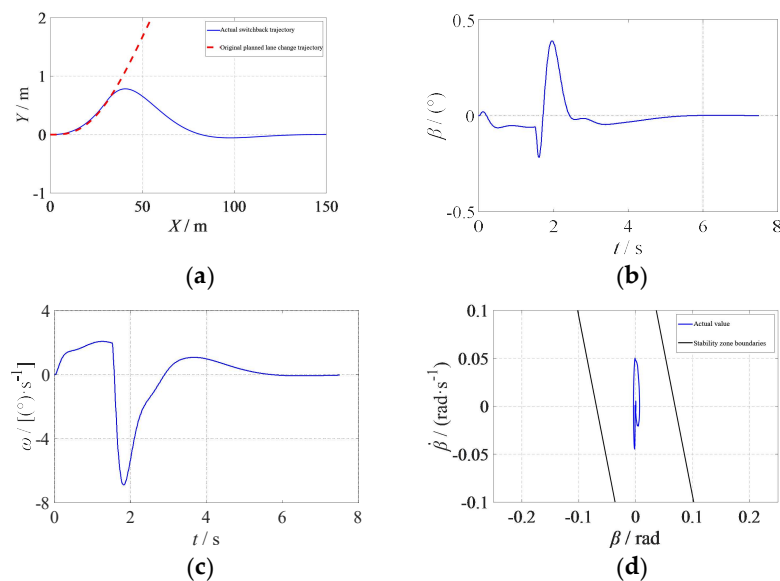 2
1
0
-1
Y / m
0
50
100
150
X / m
Actual switchback trajectory
Original planned lane change trajectory
(a)
0.5
0
-0.5
β / (°)
0
2
4
6
8
t / s
(b)
4
0
-4
-8
ω / [(°)·s⁻¹]
0
2
4
6
8
t / s
(c)
0.1
0.05
0
-0.05
-0.1
β̇ / (rad·s⁻¹)
-0.2
-0.1
0
0.1
0.2
β / rad
Actual value
Stability zone boundaries
(d)